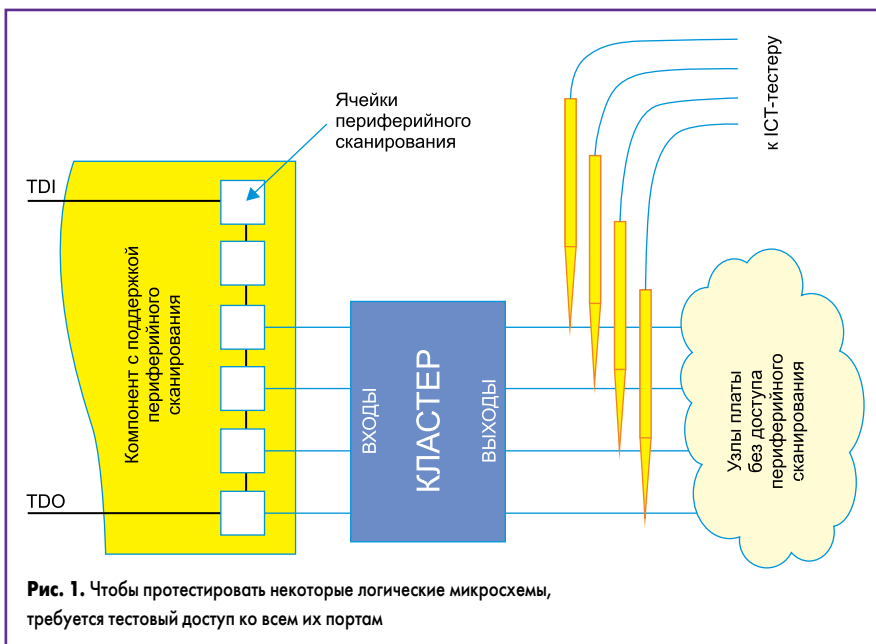 Ячейки
периферийного
сканирования
к ICT-тестеру
TDI
Компонент с поддержкой
периферийного
сканирования
ВХОДЫ
КЛАСТЕР
ВЫХОДЫ
Узлы платы
без доступа
периферийного
сканирования
TDO
Рис. 1. Чтобы протестировать некоторые логические микросхемы,
требуется тестовый доступ ко всем их портам